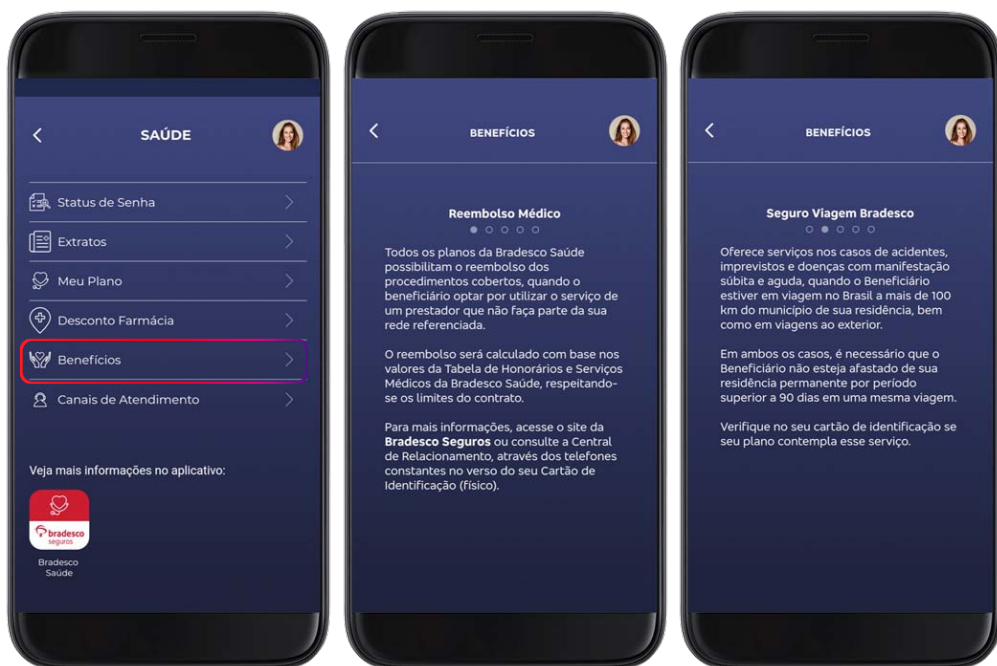 SAÚDE
Status de Senha
Extratos
Meu Plano
Desconto Farmácia
Benefícios
Canais de Atendimento
Veja mais informações no aplicativo:
bradesco
seguros
Bradesco
Saúde
BENEFÍCIOS
Reembolso Médico
Todos os planos da Bradesco Saúde
possibilitam o reembolso dos
procedimentos cobertos, quando o
beneficiário optar por utilizar o serviço de
um prestador que não faça parte da sua
rede referenciada.
O reembolso será calculado com base nos
valores da Tabela de Honorários e Serviços
Médicos da Bradesco Saúde, respeitando-
se os limites do contrato.
Para mais informações, acesse o site da
Bradesco Seguros ou consulte a Central
de Relacionamento, através dos telefones
constantes no verso do seu Cartão de
Identificação (físico).
BENEFÍCIOS
Seguro Viagem Bradesco
Oferece serviços nos casos de acidentes,
imprevistos e doenças com manifestação
súbita e aguda, quando o Beneficiário
estiver em viagem no Brasil a mais de 100
km do município de sua residência, bem
como em viagens ao exterior.
Em ambos os casos, é necessário que o
Beneficiário não esteja afastado de sua
residência permanente por período
superior a 90 dias em uma mesma viagem.
Verifique no seu cartão de identificação se
seu plano contempla esse serviço.